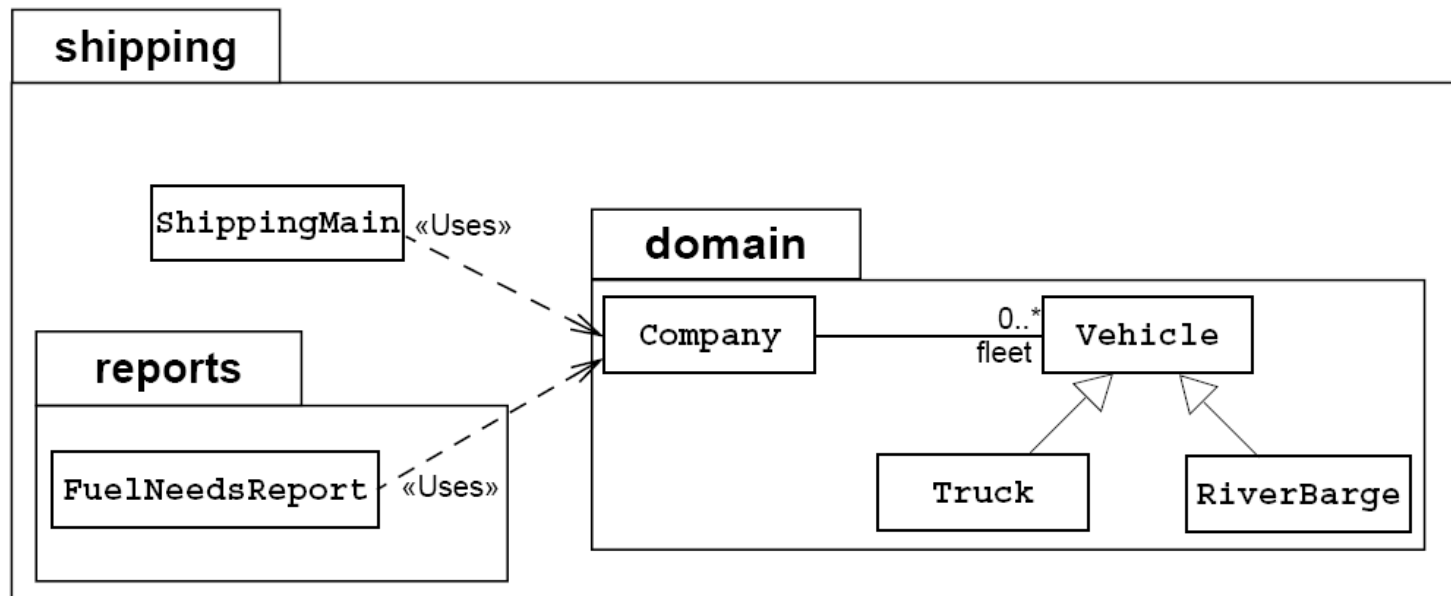 shipping
ShippingMain
«Uses»
domain
Company
0..*
fleet
Vehicle
reports
FuelNeedsReport
«Uses»
Truck
RiverBarge